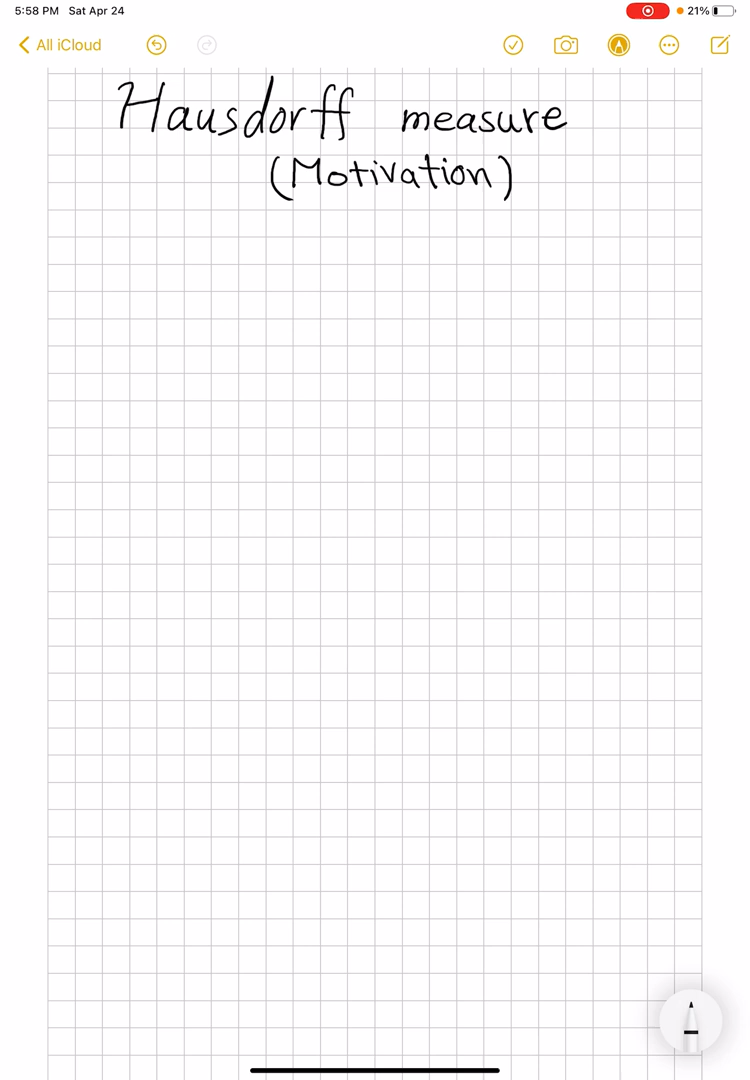 5:58 PM Sat Apr 24
21%
All iCloud
Hausdorff measure
(Motivation)